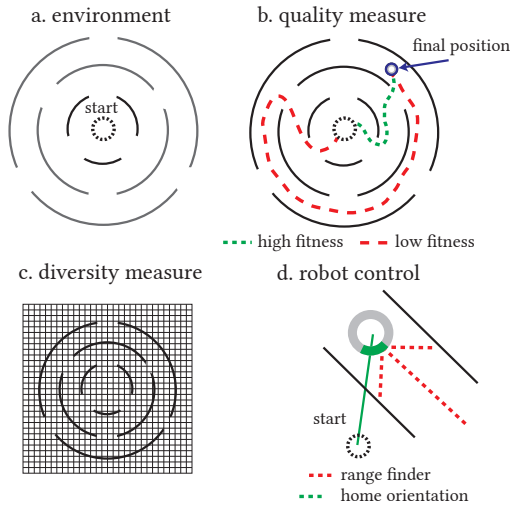 a. environment
start
b. quality measure
final position
high fitness
low fitness
c. diversity measure
d. robot control
start
range finder
home orientation